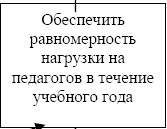 Обеспечить
равномерность
нагрузки на
педагогов в течение
учебного года